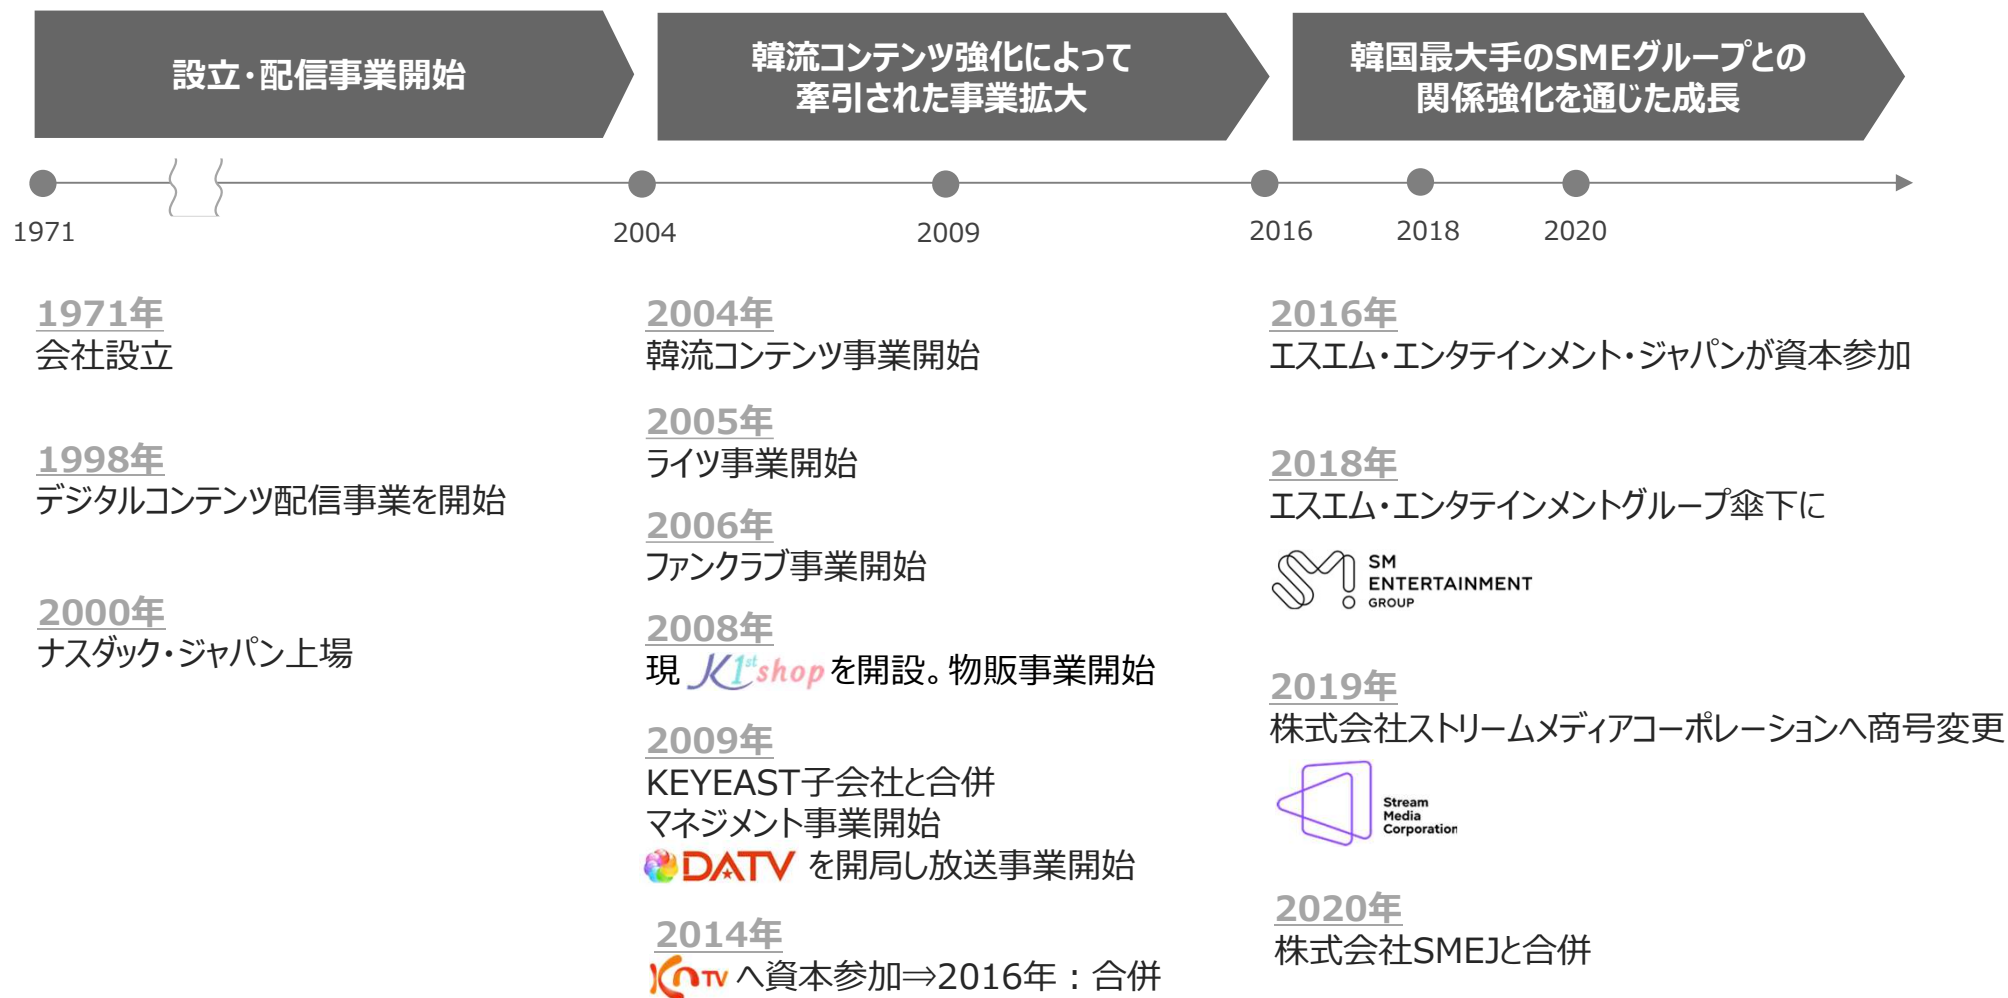 設立・配信事業開始
韓流コンテンツ強化によって
牽引された事業拡大
韓国最大手のSMEグループとの
関係強化を通じた成長
1971
2004
2009
2016
2018
2020
1971年
会社設立
1998年
デジタルコンテンツ配信事業を開始
2000年
ナスダック・ジャパン上場
2004年
韓流コンテンツ事業開始
2005年
ライツ事業開始
2006年
ファンクラブ事業開始
2008年
現 K1st shop を開設。物販事業開始
2009年
KEYEAST子会社と合併
マネジメント事業開始
DATV を開局し放送事業開始
2014年
KnTV へ資本参加⇒2016年：合併
2016年
エスエム・エンタテインメント・ジャパンが資本参加
2018年
エスエム・エンタテインメントグループ傘下に
SM
ENTERTAINMENT
GROUP
2019年
株式会社ストリームメディアコーポレーションへ商号変更
Stream
Media
Corporation
2020年
株式会社SMEJと合併